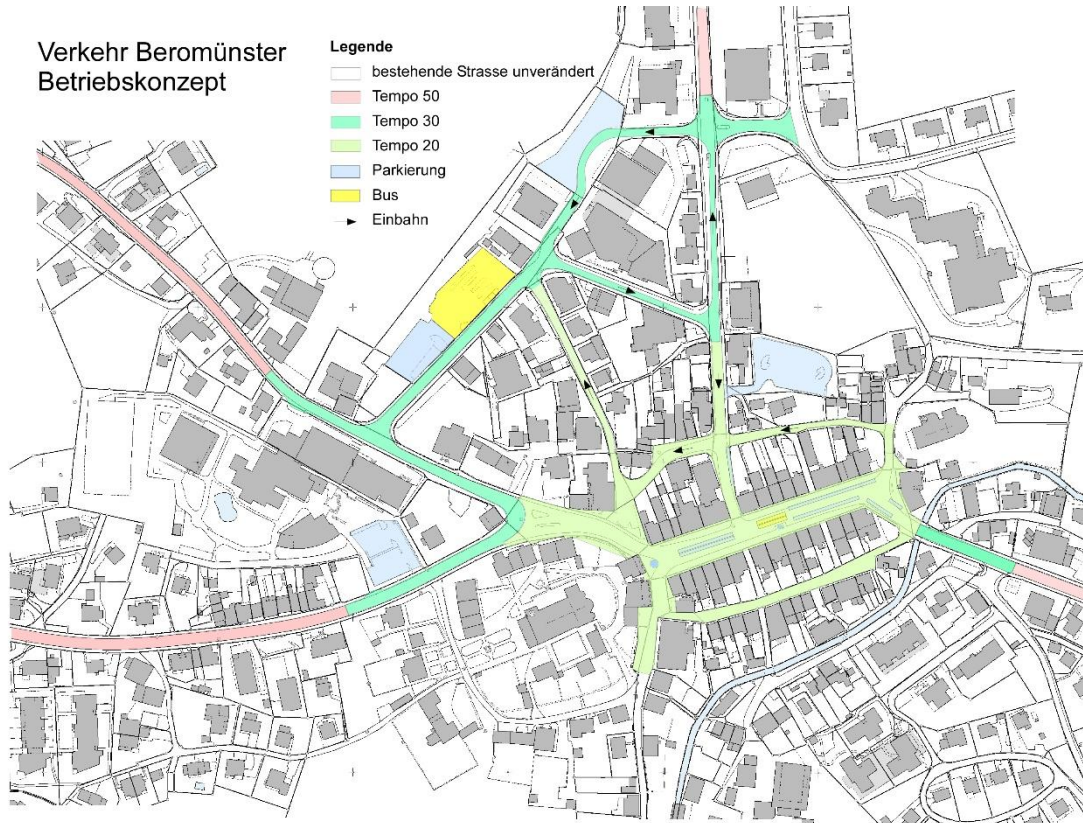 Verkehr Beromünster
Betriebskonzept
Legende
bestehende Strasse unverändert
Tempo 50
Tempo 30
Tempo 20
Parkierung
Bus
Einbahn